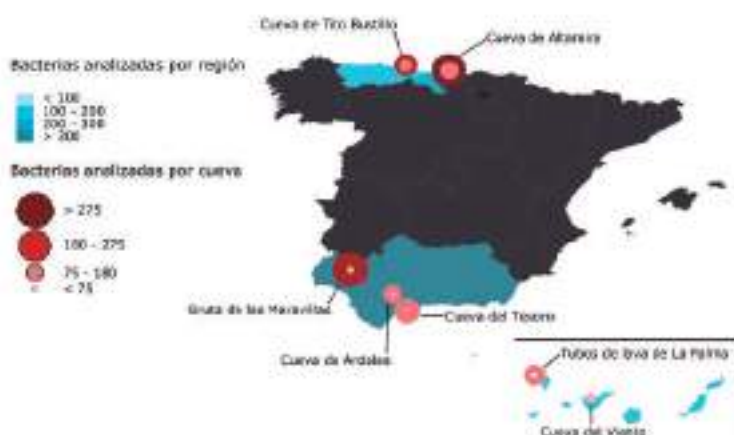 Cueva de Tito Bustillo
Cueva de Altamira
Bacterias analizadas por región
< 100
100 - 200
200 - 300
> 300
Bacterias analizadas por cueva
> 275
180 - 275
75 - 180
< 75
Gruta de las Maravillas
Cueva del Tesoro
Cueva de Ardales
Tubos de lava de La Palma
Cueva del Viento